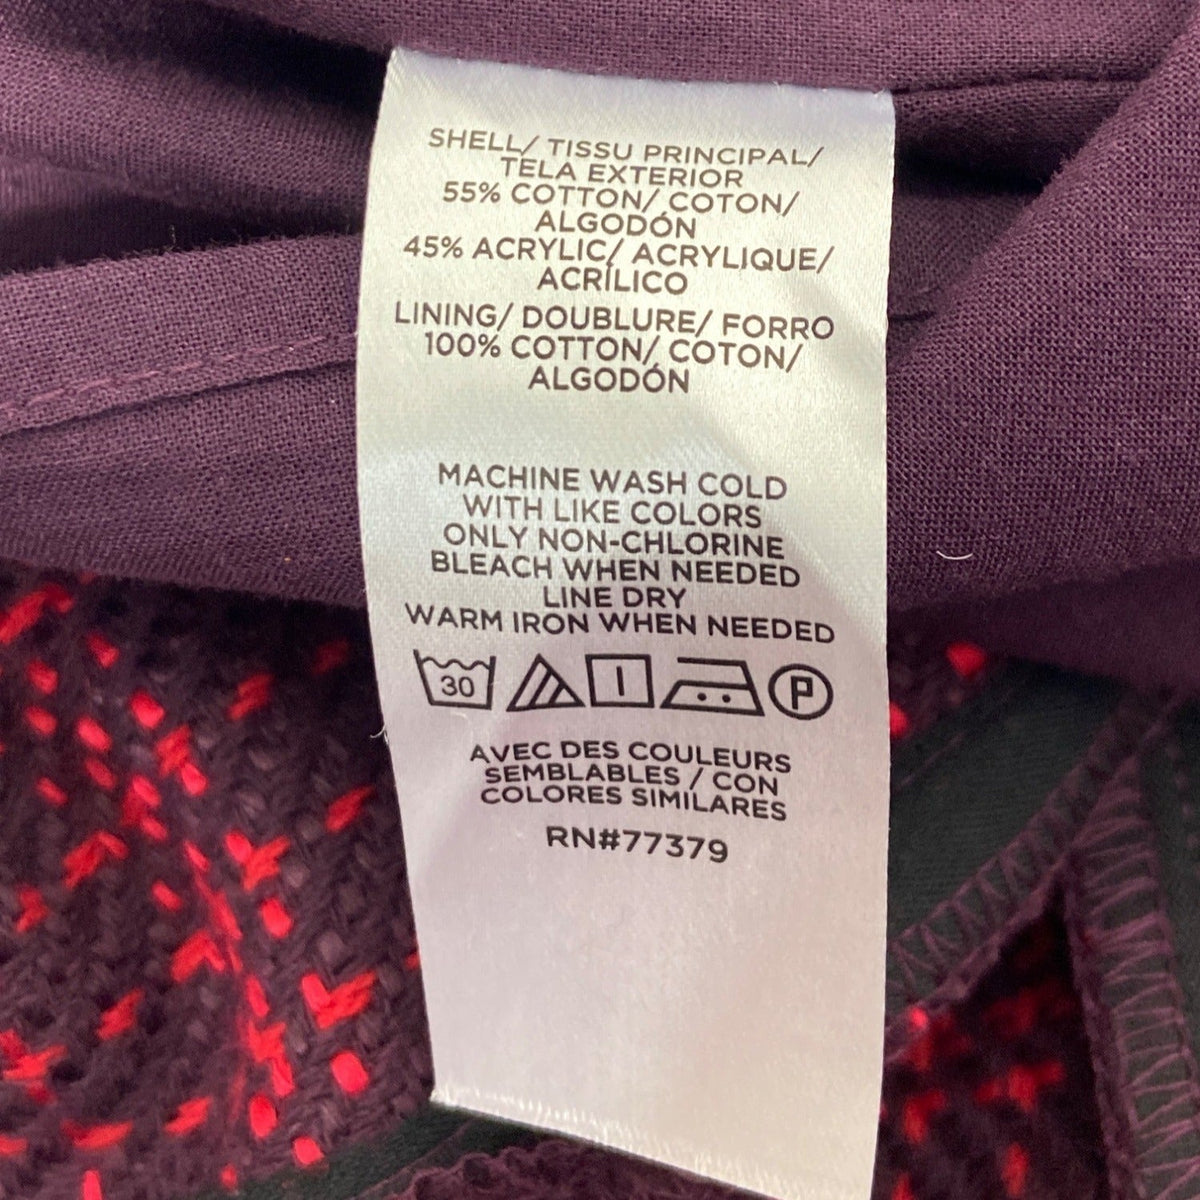 SHELL/ TISSU PRINCIPAL/
TELA EXTERIOR
55% COTTON/ COTON/
ALGODÓN
45% ACRYLIC/ ACRYLIQUE/
ACRÍLICO
LINING/ DOUBLURE/ FORRO
100% COTTON/ COTON/
ALGODÓN
MACHINE WASH COLD
WITH LIKE COLORS
ONLY NON-CHLORINE
BLEACH WHEN NEEDED
LINE DRY
WARM IRON WHEN NEEDED
30 P
AVEC DES COULEURS
SEMBLABLES / CON
COLORES SIMILARES
RN#77379